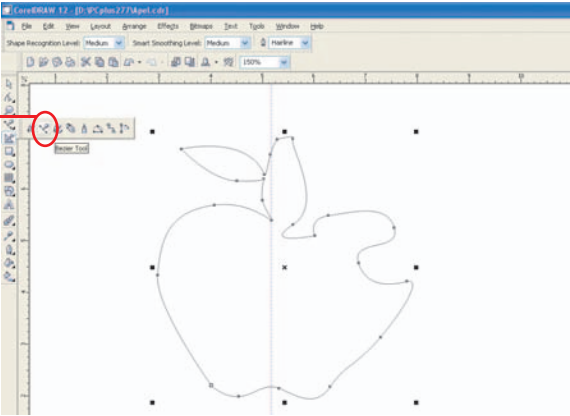 CorelDRAW 12 - [D:\PCplus277\Apel.cdr]
File Edit View Layout Arrange Effects Bitmaps Text Tools Window Help
Shape Recognition Level: Medium Smart Smoothing Level: Medium Hairline
150%
Bezier Tool